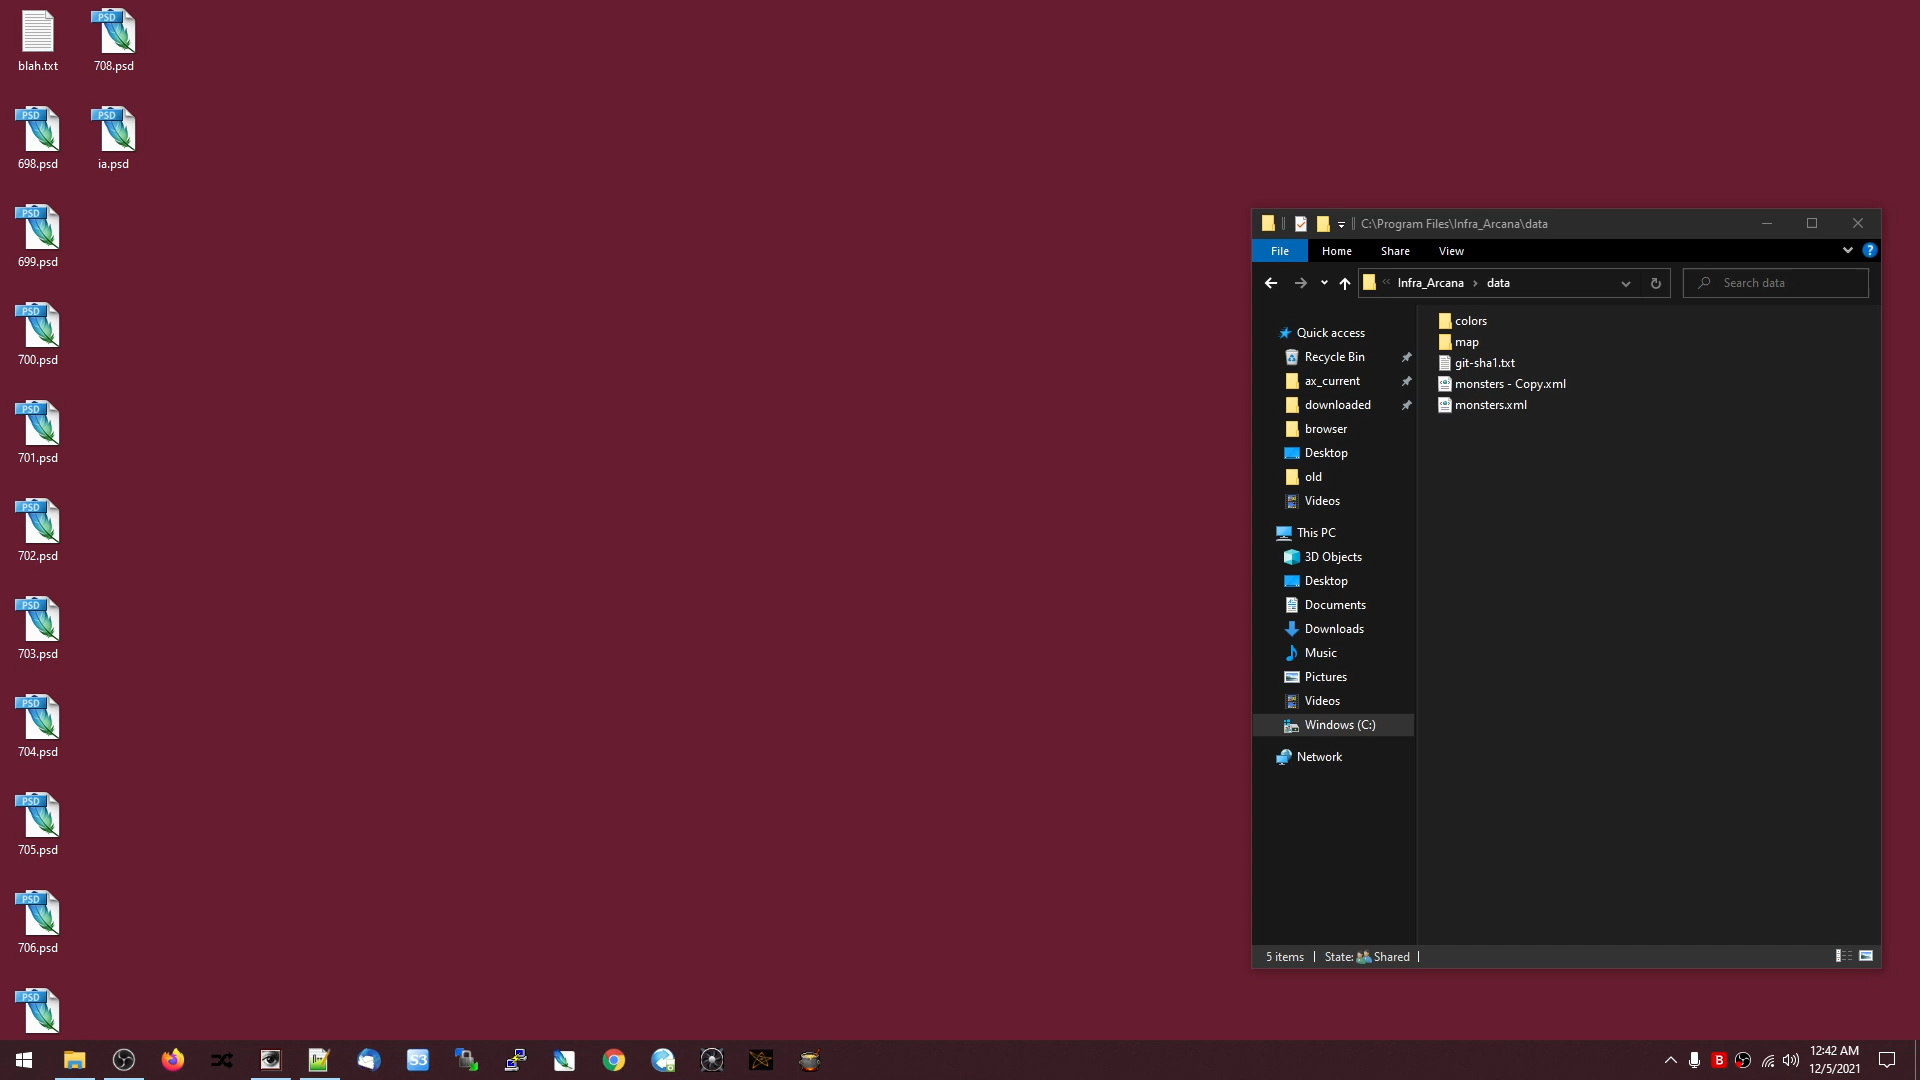 blah.txt
708.psd
698.psd
ia.psd
699.psd
700.psd
701.psd
702.psd
703.psd
704.psd
705.psd
706.psd
C:\Program Files\Infra_Arcana\data
File Home Share View
« Infra_Arcana › data
Search data
Quick access
Recycle Bin
ax_current
downloaded
browser
Desktop
old
Videos
This PC
3D Objects
Desktop
Documents
Downloads
Music
Pictures
Videos
Windows (C:)
Network
colors
map
git-sha1.txt
monsters - Copy.xml
monsters.xml
5 items State: Shared
S3
B
12:42 AM
12/5/2021